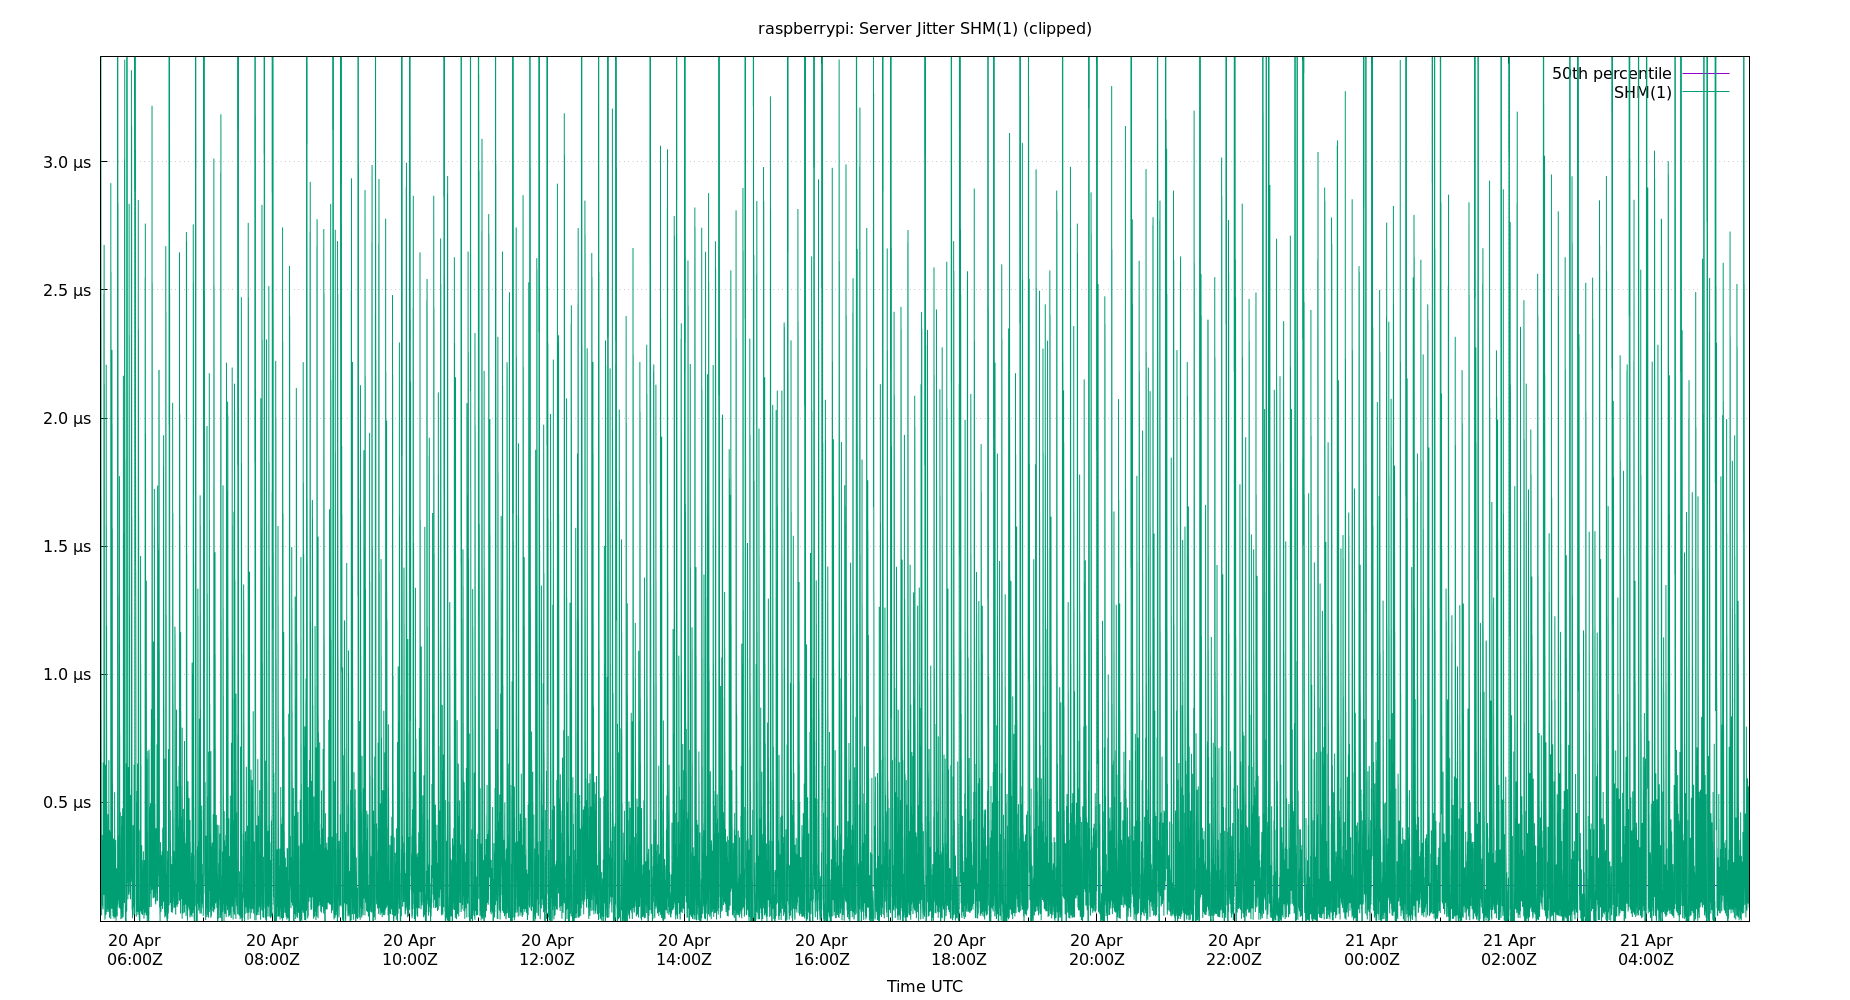 raspberrypi: Server Jitter SHM(1) (clipped)
50th percentile
SHM(1)
3.0 µs
2.5 µs
2.0 µs
1.5 µs
1.0 µs
0.5 µs
20 Apr 20 Apr 20 Apr 20 Apr 20 Apr 20 Apr 20 Apr 20 Apr 20 Apr 21 Apr 21 Apr 21 Apr
06:00Z 08:00Z 10:00Z 12:00Z 14:00Z 16:00Z 18:00Z 20:00Z 22:00Z 00:00Z 02:00Z 04:00Z
Time UTC